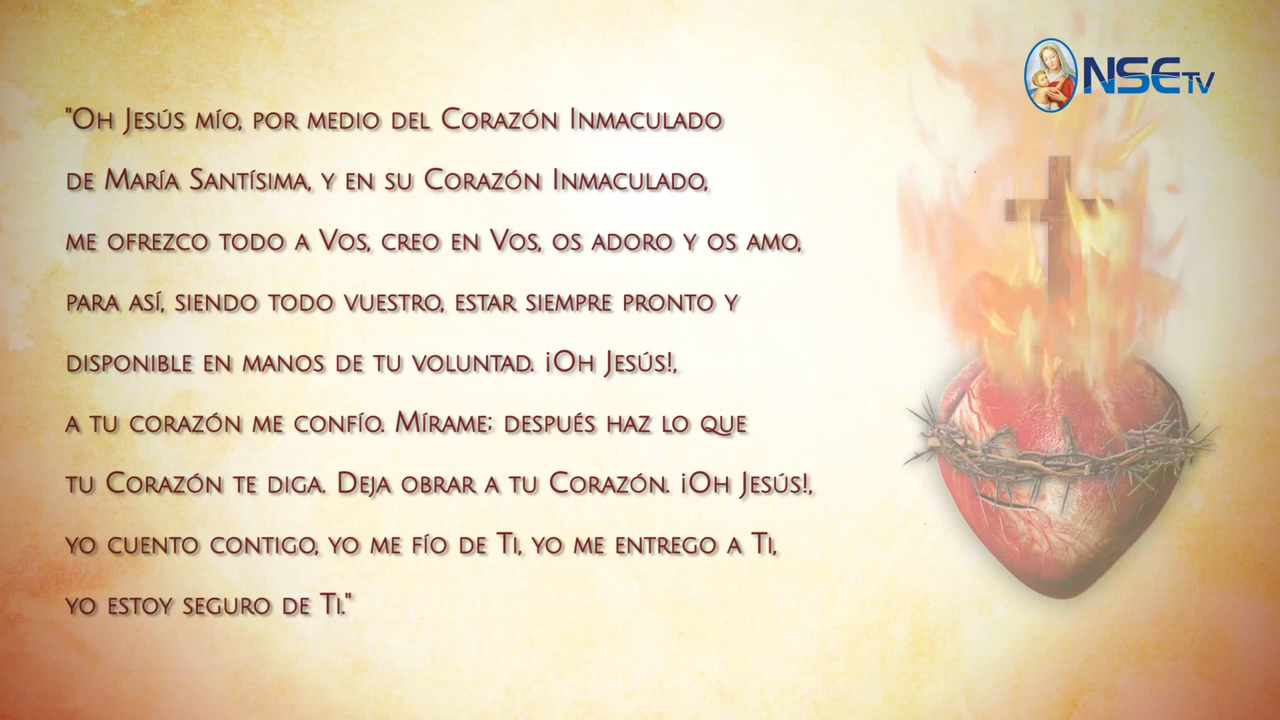 NSE TV
"Oh Jesús mío, por medio del Corazón Inmaculado
de María Santísima, y en su Corazón Inmaculado,
me ofrezco todo a Vos, creo en Vos, os adoro y os amo,
para así, siendo todo vuestro, estar siempre pronto y
disponible en manos de tu voluntad. ¡Oh Jesús!,
a tu corazón me confío. Mírame; después haz lo que
tu Corazón te diga. Deja obrar a tu Corazón. ¡Oh Jesús!,
yo cuento contigo, yo me fío de Ti, yo me entrego a Ti,
yo estoy seguro de Ti."